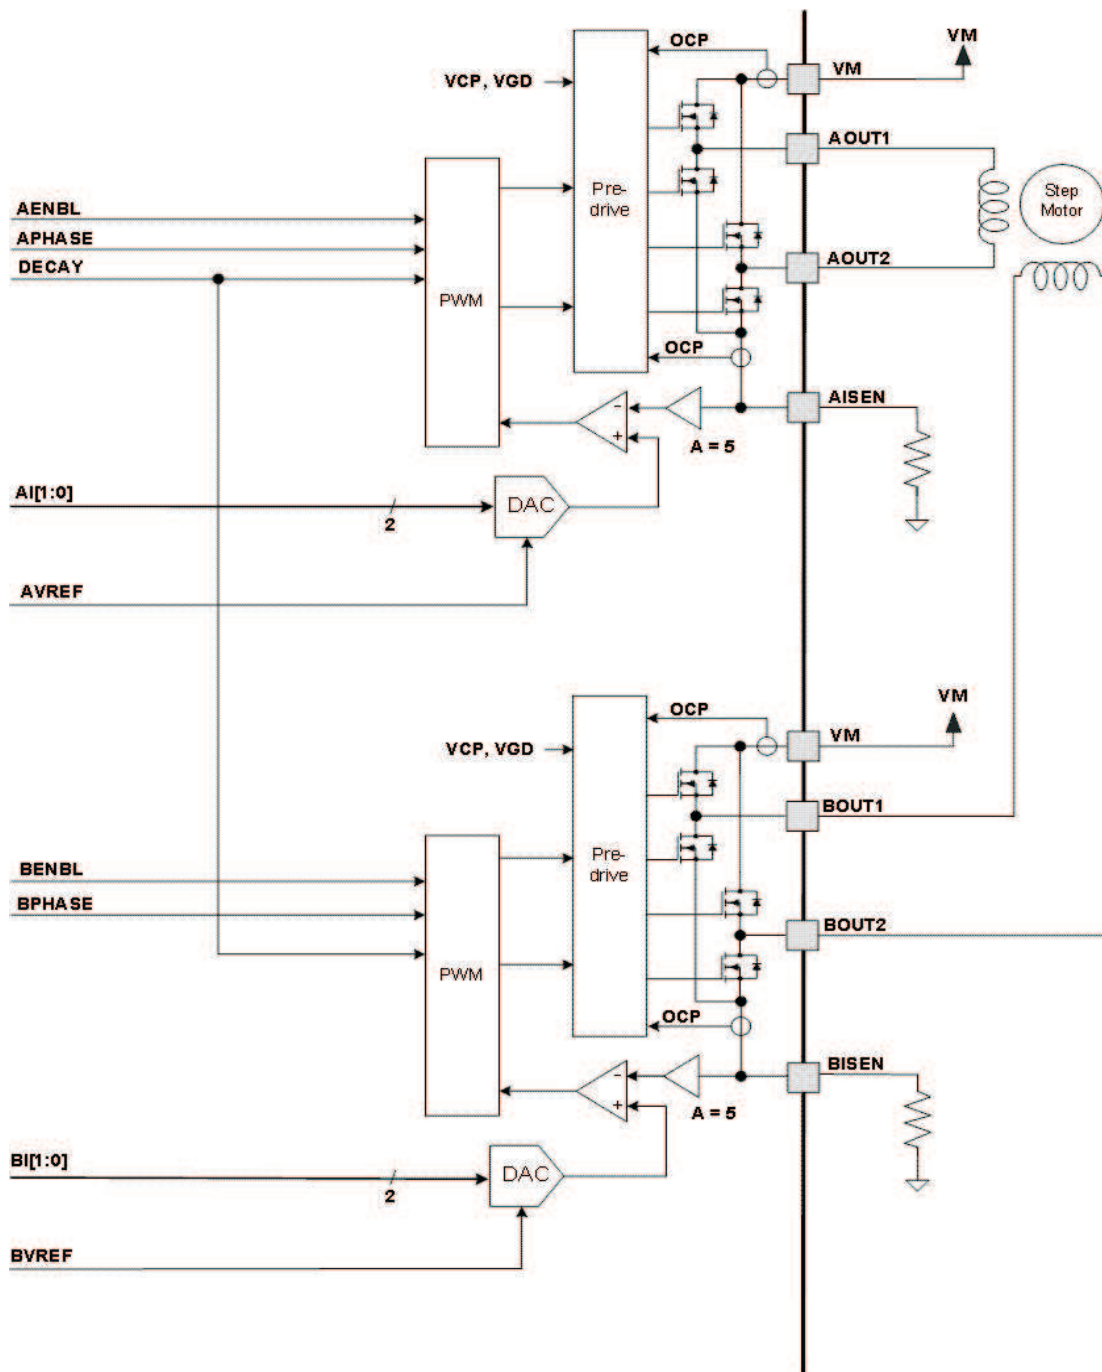 OCP
VM
VCP, VGD
VM
AOUT1
Pre-
drive
Step
Motor
AENBL
APHASE
DECAY
AOUT2
PWM
OCP
-
+
A = 5
AISEN
AI[1:0]
2
DAC
AVREF
OCP
VM
VCP, VGD
VM
BOUT1
Pre-
drive
BENBL
BPHASE
BOUT2
PWM
OCP
-
+
A = 5
BISEN
BI[1:0]
2
DAC
BVREF